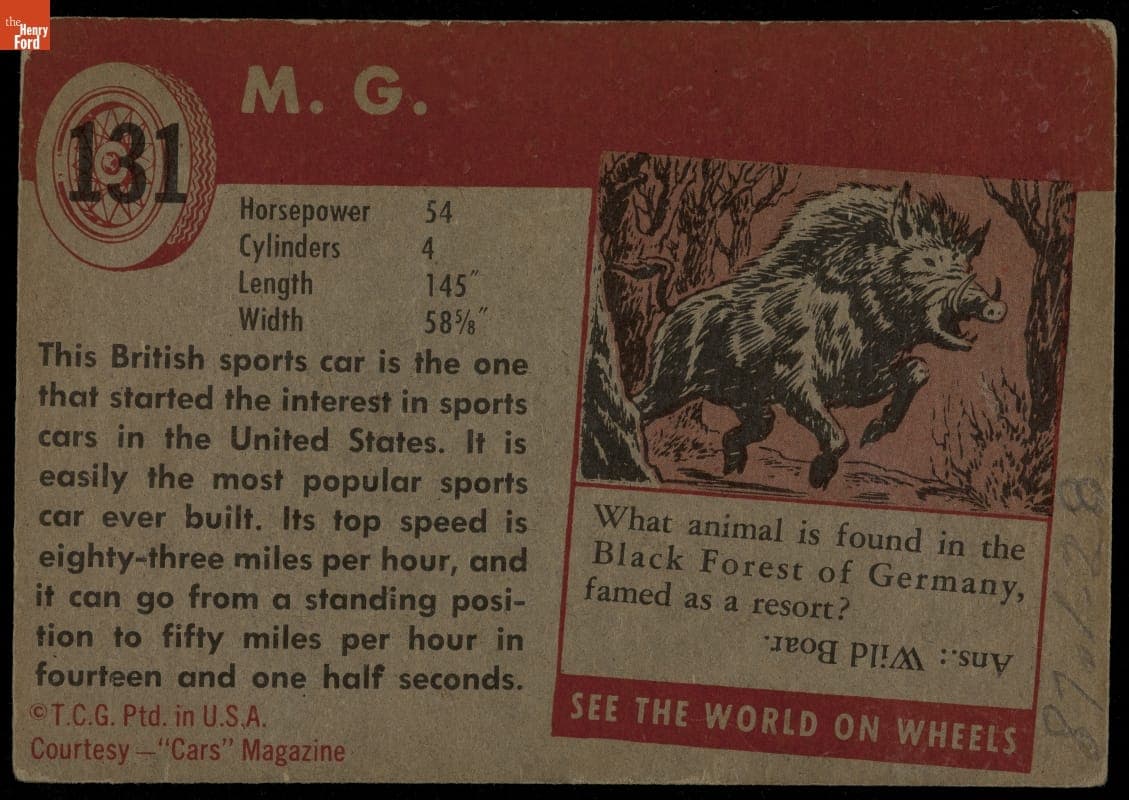 the
Henry
Ford
131
M. G.
Horsepower 54
Cylinders 4
Length 145″
Width 58⅝″
This British sports car is the one
that started the interest in sports
cars in the United States. It is
easily the most popular sports
car ever built. Its top speed is
eighty-three miles per hour, and
it can go from a standing posi-
tion to fifty miles per hour in
fourteen and one half seconds.
©T.C.G. Ptd. in U.S.A.
Courtesy—"Cars" Magazine
What animal is found in the
Black Forest of Germany,
famed as a resort?
Ans.: Wild Boar.
SEE THE WORLD ON WHEELS